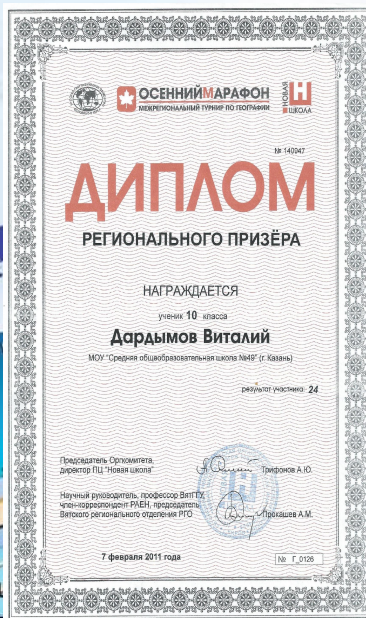 ОСЕННИЙМАРАФОН
МЕЖРЕГИОНАЛЬНЫЙ ТУРНИР ПО ГЕОГРАФИИ
НОВАЯ
Н
ШКОЛА
№ 140947
ДИПЛОМ
РЕГИОНАЛЬНОГО ПРИЗЁРА
НАГРАЖДАЕТСЯ
ученик 10 класса
Дардымов Виталий
МОУ "Средняя общеобразовательная школа №49" (г. Казань)
результат участника: 24
Председатель Оргкомитета,
директор ПЦ "Новая школа" Трифонов А.Ю.
Научный руководитель, профессор ВятГГУ,
член-корреспондент РАЕН, председатель
Вятского регионального отделения РГО Прокашев А.М.
7 февраля 2011 года
№ Г_0126